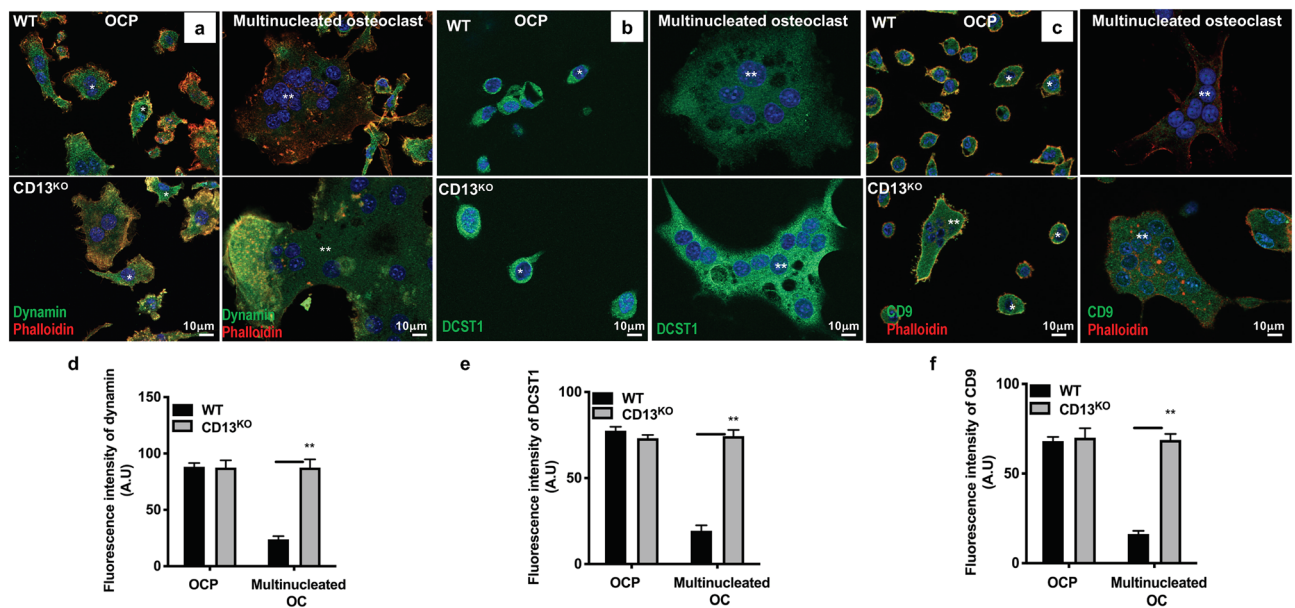 WT OCP a
Multinucleated osteoclast
CD13KO
Dynamin
Phalloidin
10µm
Dynamin
Phalloidin
10µm
WT OCP b
Multinucleated osteoclast
CD13KO
DCST1
10µm
DCST1
10µm
WT OCP c
Multinucleated osteoclast
CD13KO
CD9
Phalloidin
10µm
CD9
Phalloidin
10µm
* * ** * * ** * ** * ** * * ** ** * * **
d
Fluorescence intensity of dynamin
(A.U)
150
100
50
0
WT
CD13KO
**
OCP
Multinucleated
OC
e
Fluorescence intensity of DCST1
(A.U)
100
50
0
WT
CD13KO
**
OCP
Multinucleated
OC
f
Fluorescence intensity of CD9
(A.U)
100
50
0
WT
CD13KO
**
OCP
Multinucleated
OC